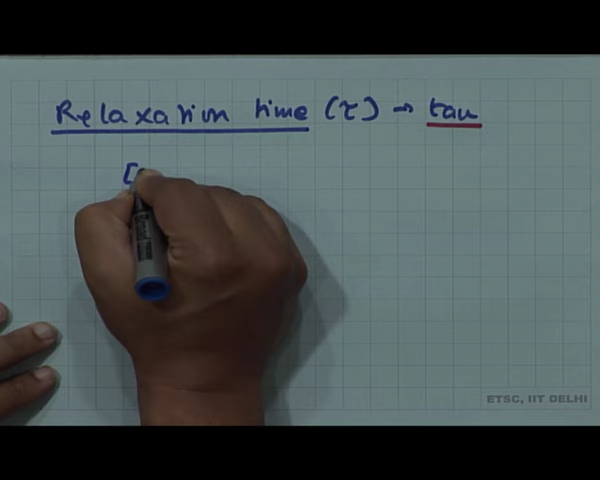 Relaxation time (τ) → tau
[
ETSC, IIT DELHI